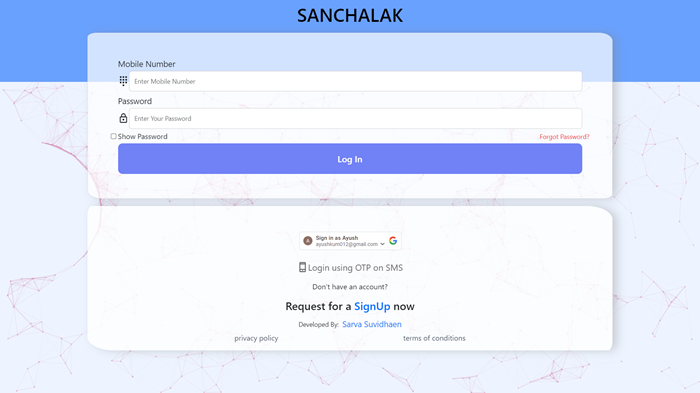 SANCHALAK
Mobile Number
Enter Mobile Number
Password
Enter Your Password
Show Password
Forgot Password?
Log In
A
Sign in as Ayush
ayushkum012@gmail.com
Login using OTP on SMS
Don't have an account?
Request for a SignUp now
Developed By: Sarva Suvidhaen
privacy policy
terms of conditions